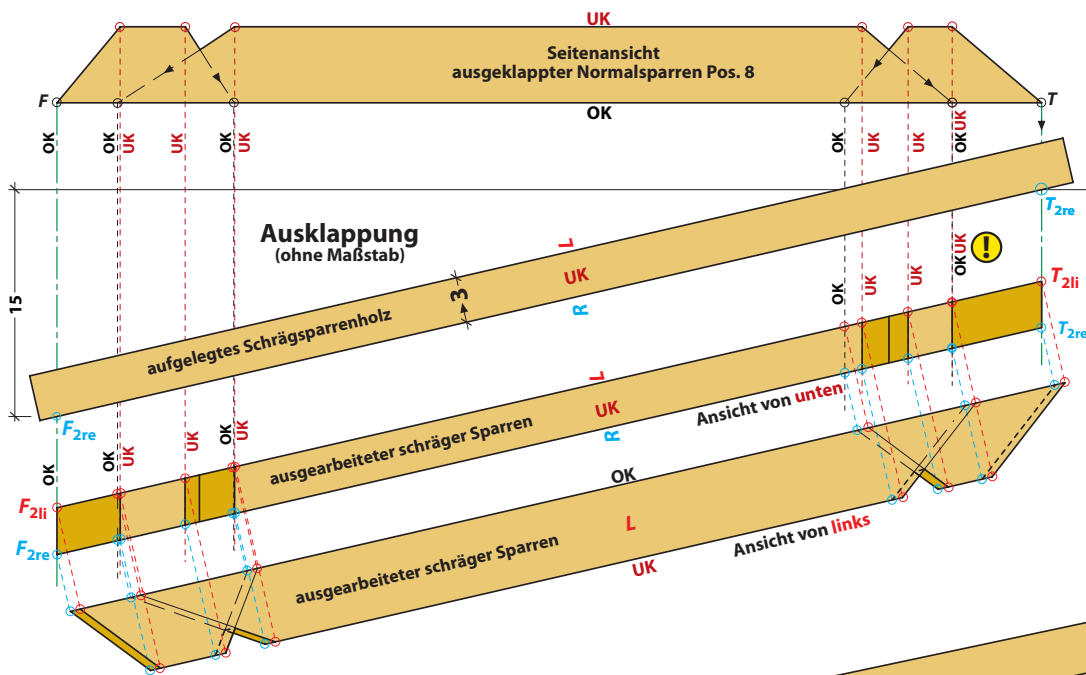 UK
Seitenansicht
ausgeklappter Normalsparren Pos. 8
F
T
OK
OK
OK
UK
UK
OK
UK
OK
UK
UK
OK
UK
15
Ausklappung
(ohne Maßstab)
L
UK
R
3
aufgelegtes Schrägsparrenholz
T2re
OK
UK
!
OK
UK
UK
T2li
T2re
F2re
OK
OK
UK
UK
OK
UK
L
UK
R
Ansicht von unten
ausgearbeiteter schräger Sparren
F2li
F2re
OK
L
UK
Ansicht von links
ausgearbeiteter schräger Sparren